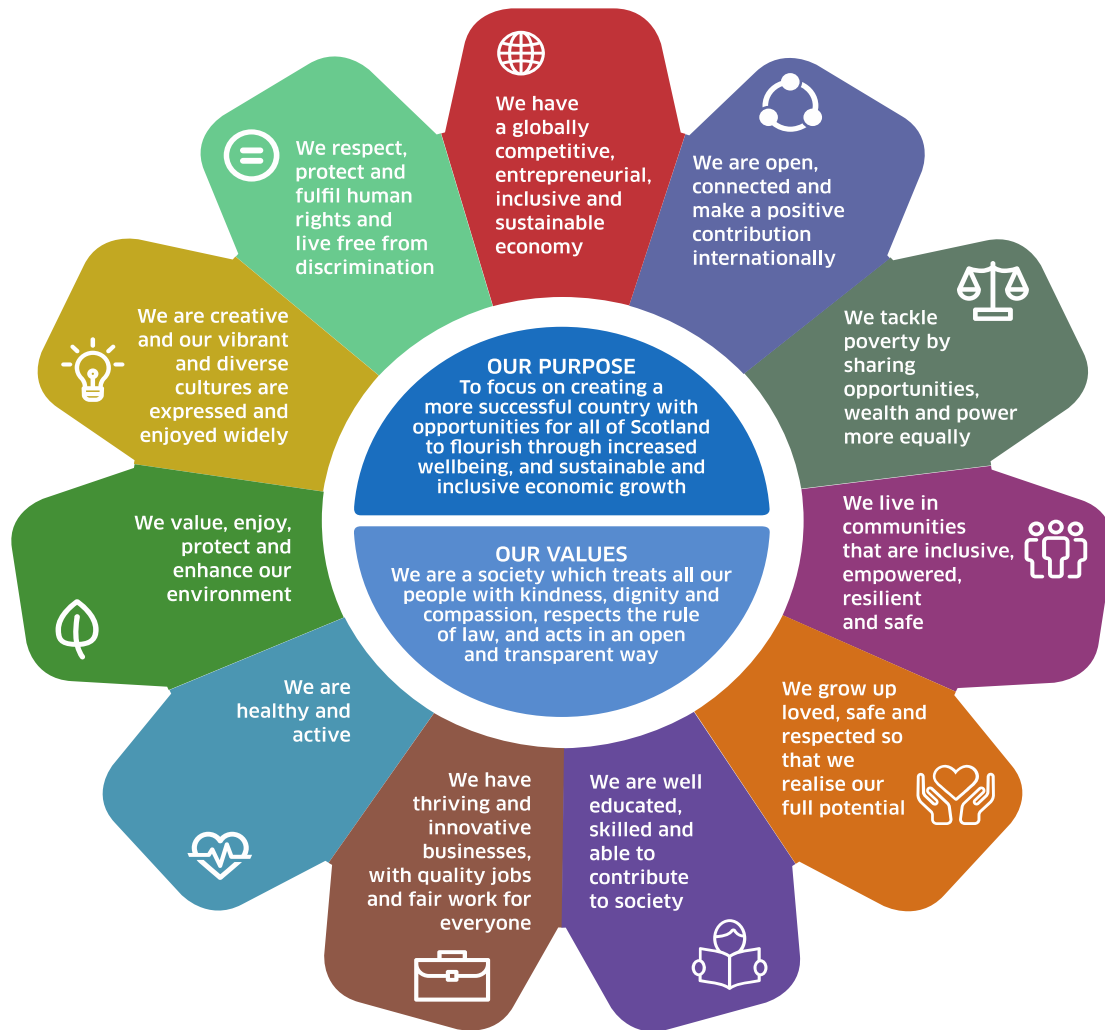 We have
a globally
competitive,
entrepreneurial,
inclusive and
sustainable
economy
We are open,
connected and
make a positive
contribution
internationally
We tackle
poverty by
sharing
opportunities,
wealth and power
more equally
We live in
communities
that are inclusive,
empowered,
resilient
and safe
We grow up
loved, safe and
respected so
that we
realise our
full potential
We are well
educated,
skilled and
able to
contribute
to society
We have
thriving and
innovative
businesses,
with quality jobs
and fair work for
everyone
We are
healthy and
active
We value, enjoy,
protect and
enhance our
environment
We are creative
and our vibrant
and diverse
cultures are
expressed and
enjoyed widely
We respect,
protect and
fulfil human
rights and
live free from
discrimination
OUR PURPOSE
To focus on creating a
more successful country with
opportunities for all of Scotland
to flourish through increased
wellbeing, and sustainable and
inclusive economic growth
OUR VALUES
We are a society which treats all our
people with kindness, dignity and
compassion, respects the rule
of law, and acts in an open
and transparent way